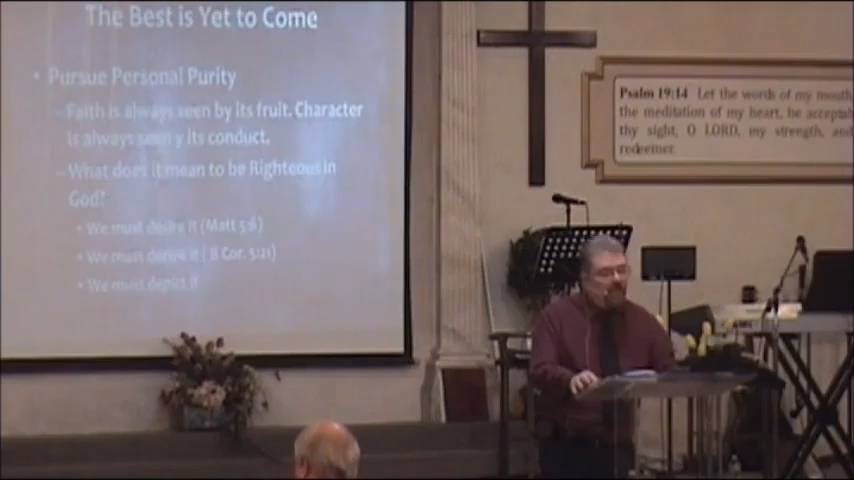 The Best is Yet to Come
• Pursue Personal Purity
– Faith is always seen by its fruit. Character
is always seen y its conduct.
– What does it mean to be Righteous in
God?
• We must desire it (Matt 5:6)
• We must derive it ( II Cor. 5:21)
• We must depict it
Psalm 19:14 Let the words of my mouth
the meditation of my heart, be acceptab
thy sight, O LORD, my strength, and
redeemer.